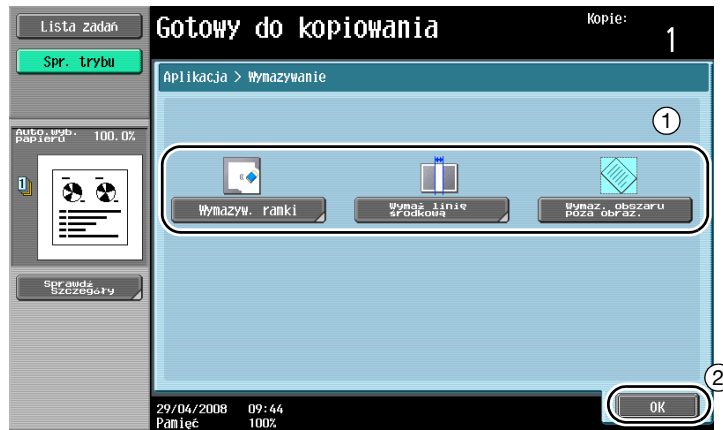 Lista zadań
Spr. trybu
Gotowy do kopiowania
Kopie:
1
Aplikacja > Wymazywanie
Auto.wyb.
papieru
100.0%
1
1
Wymazyw. ramki
Wymaż linię
środkową
Wymaz. obszaru
poza obraz.
Sprawdź
Szczegóły
2
OK
29/04/2008 09:44
Pamięć 100%